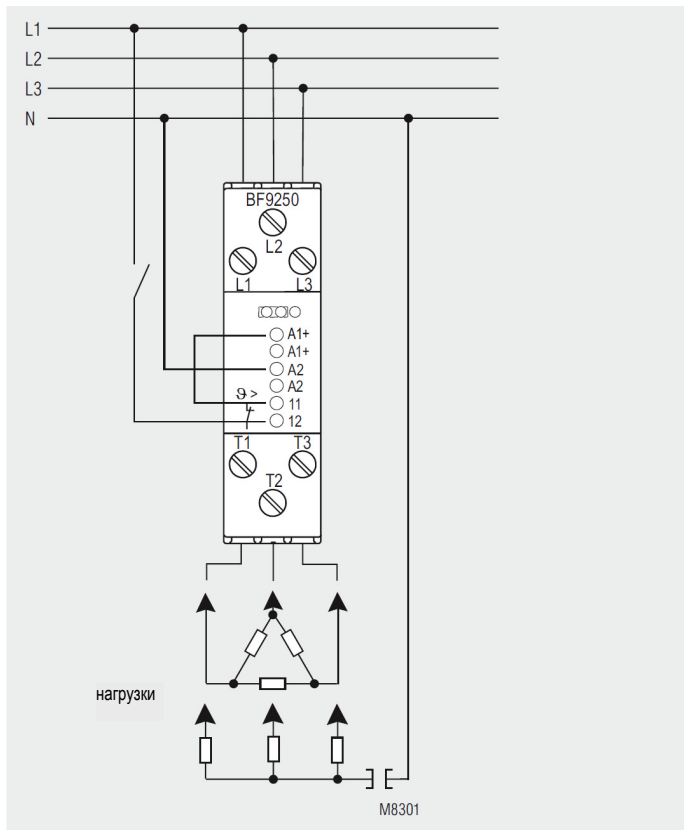 L1
L2
L3
N
BF9250
L2
L1 L3
A1+
A1+
A2
A2
ϑ > 11
12
T1 T3
T2
нагрузки
M8301